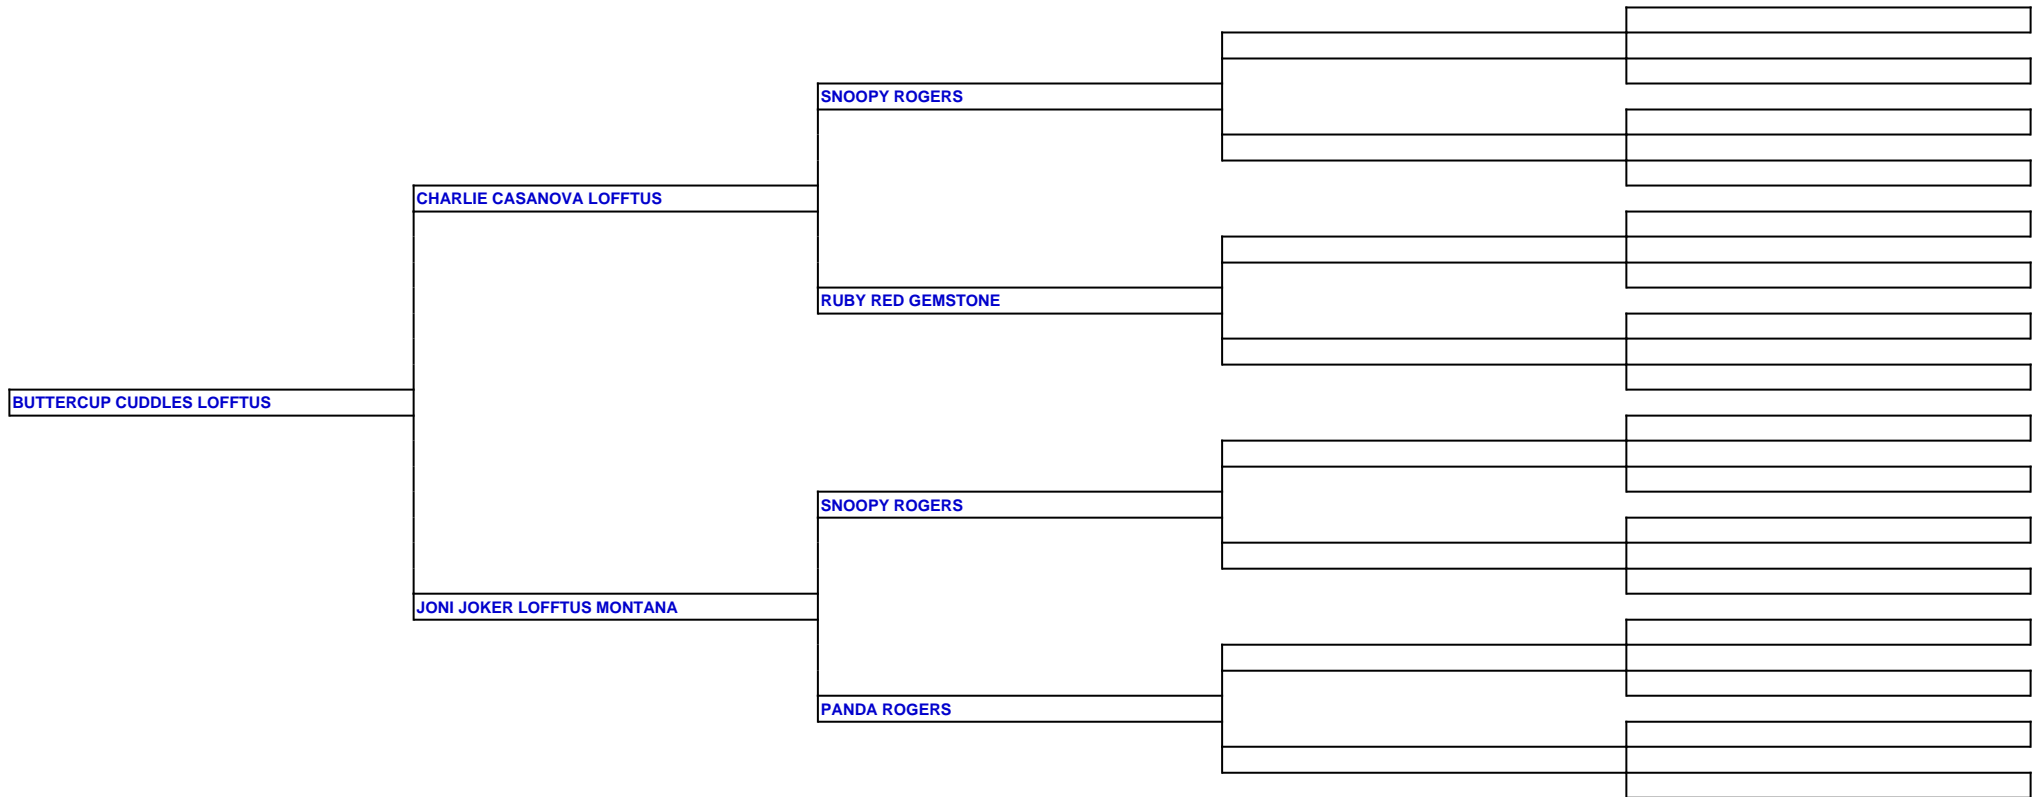 SNOOPY ROGERS
CHARLIE CASANOVA LOFFTUS
RUBY RED GEMSTONE
BUTTERCUP CUDDLES LOFFTUS
SNOOPY ROGERS
JONI JOKER LOFFTUS MONTANA
PANDA ROGERS